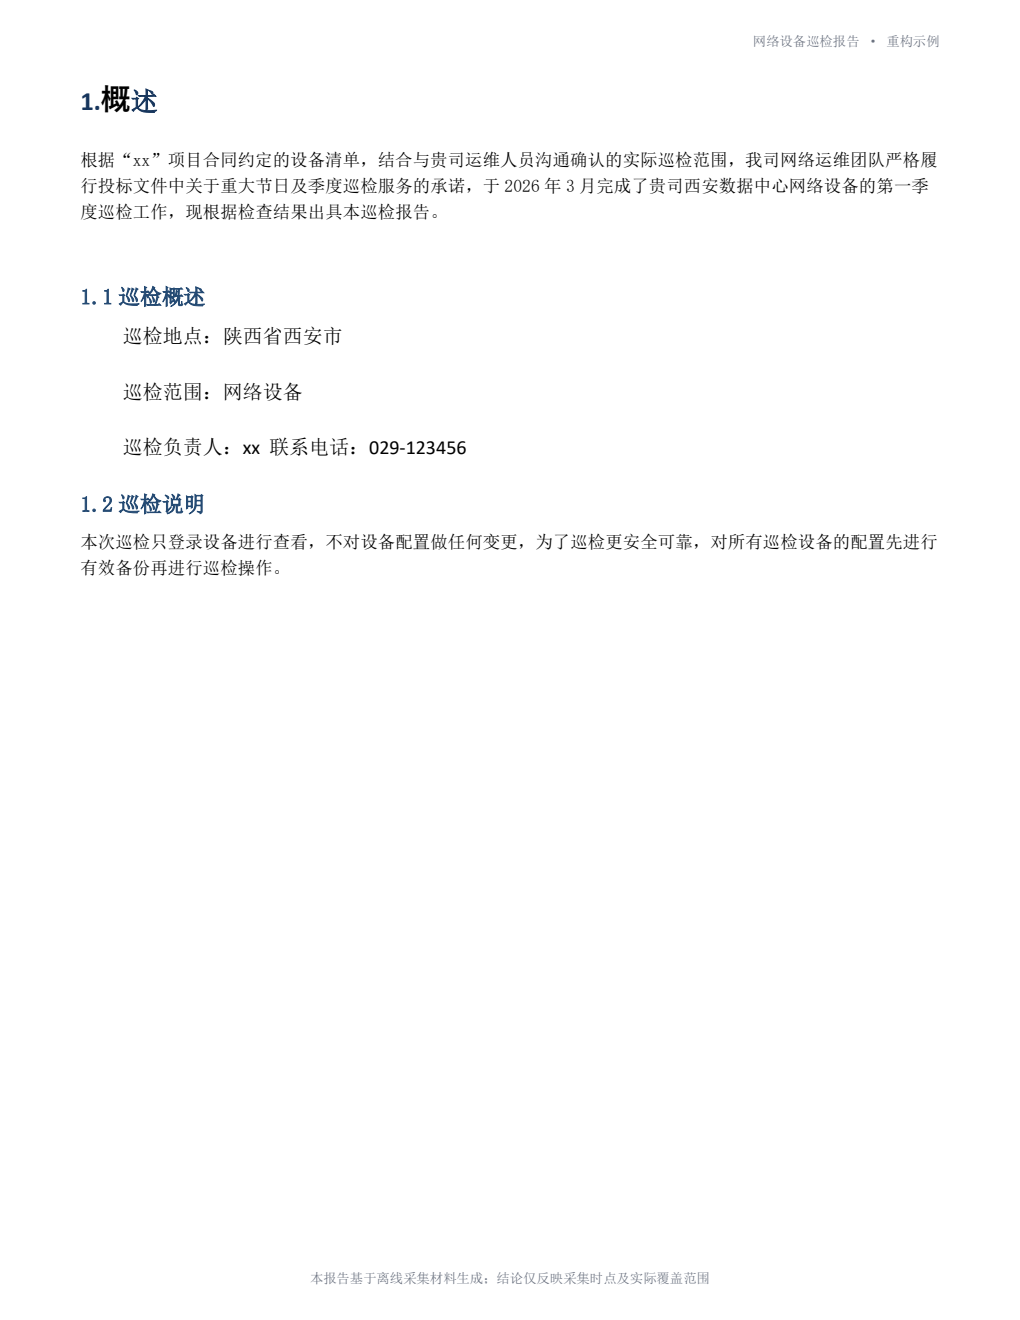 网络设备巡检报告 • 重构示例
1.概述
根据“xx”项目合同约定的设备清单，结合与贵司运维人员沟通确认的实际巡检范围，我司网络运维团队严格履
行投标文件中关于重大节日及季度巡检服务的承诺，于 2026 年 3 月完成了贵司西安数据中心网络设备的第一季
度巡检工作，现根据检查结果出具本巡检报告。
1.1 巡检概述
巡检地点：陕西省西安市
巡检范围：网络设备
巡检负责人：xx 联系电话：029-123456
1.2 巡检说明
本次巡检只登录设备进行查看，不对设备配置做任何变更，为了巡检更安全可靠，对所有巡检设备的配置先进行
有效备份再进行巡检操作。
本报告基于离线采集材料生成；结论仅反映采集时点及实际覆盖范围